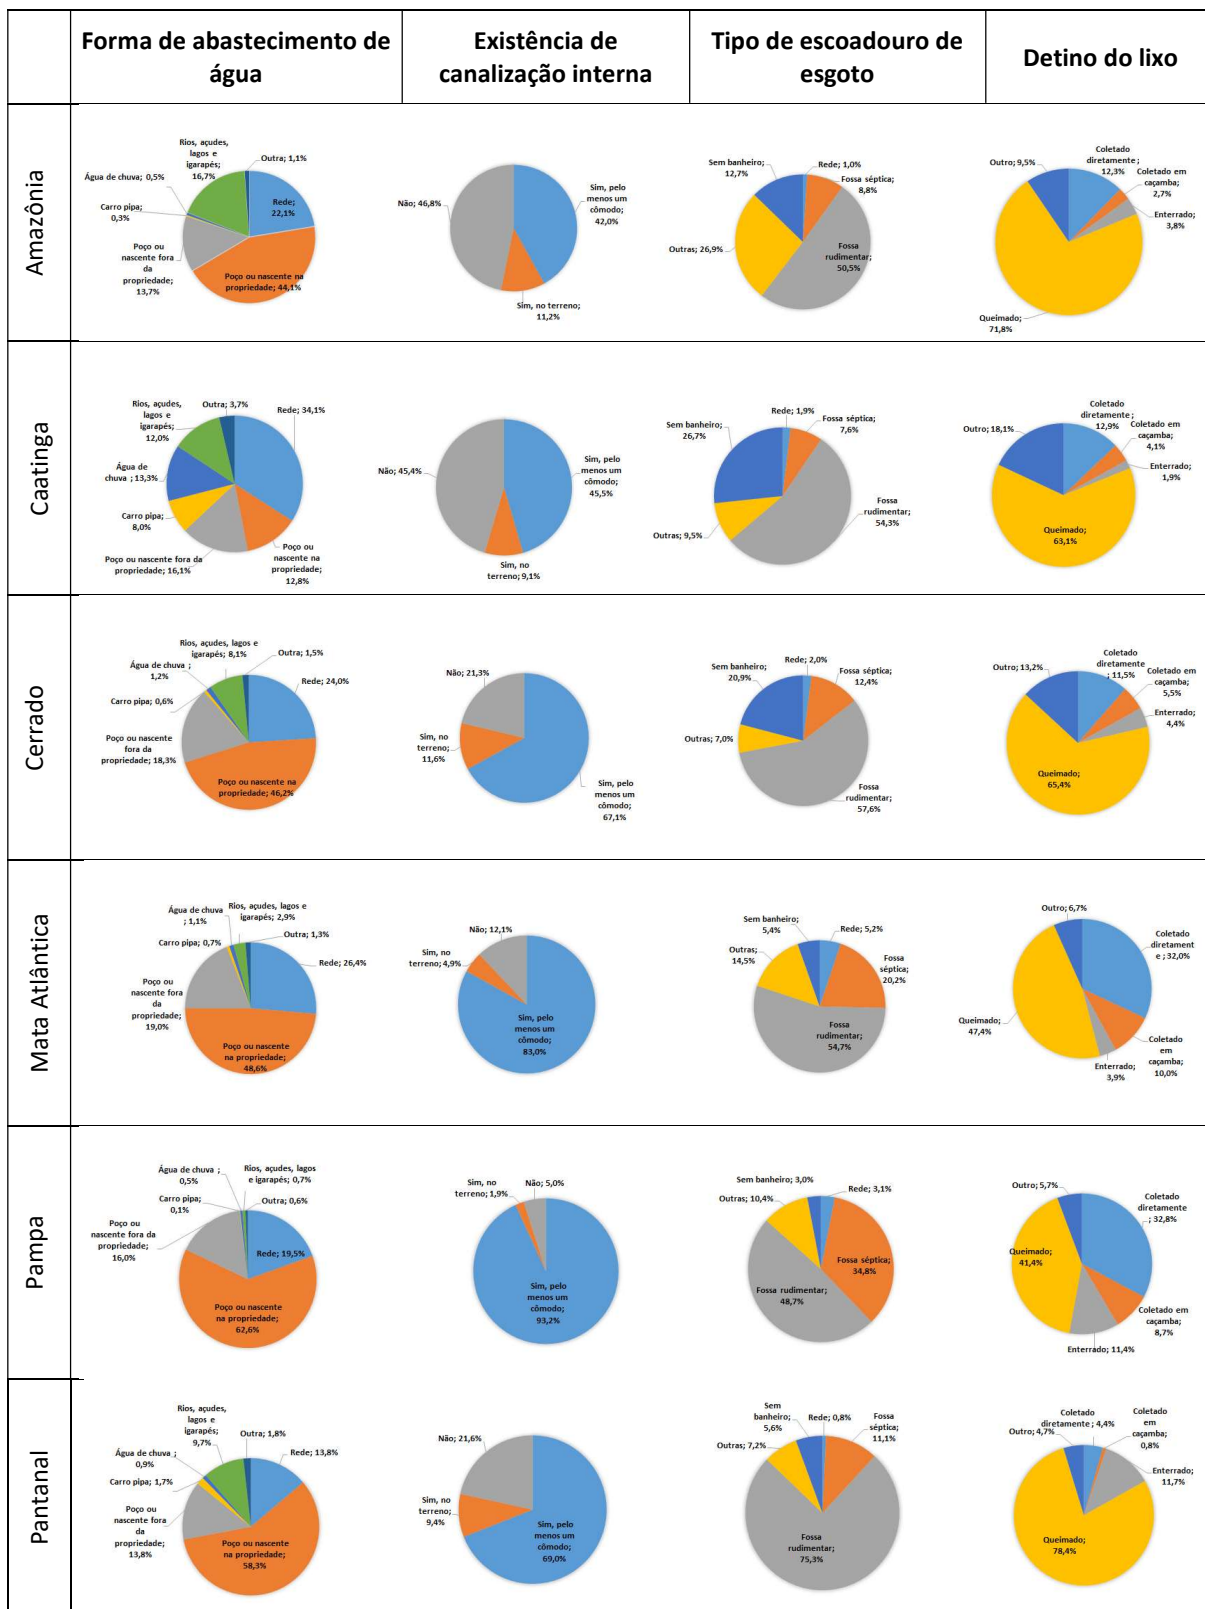 Forma de abastecimento de
água
Existência de
canalização interna
Tipo de escoadouro de
esgoto
Detino do lixo
Amazônia
Rios, açudes,
lagos e
igarapés;
16,7%
Outra; 1,1%
Água de chuva; 0,5%
Carro pipa;
0,3%
Rede;
22,1%
Poço ou
nascente fora
da
propriedade;
13,7%
Poço ou nascente na
propriedade; 44,1%
Não; 46,8%
Sim, pelo
menos um
cômodo;
42,0%
Sim, no terreno;
11,2%
Sem banheiro;
12,7%
Rede; 1,0%
Fossa séptica;
8,8%
Outras; 26,9%
Fossa
rudimentar;
50,5%
Outro; 9,5%
Coletado
diretamente ;
12,3%
Coletado em
caçamba;
2,7%
Enterrado;
3,8%
Queimado;
71,8%
Caatinga
Rios, açudes,
lagos e
igarapés;
12,0%
Outra; 3,7%
Rede; 34,1%
Água de
chuva ; 13,3%
Carro pipa;
8,0%
Poço ou nascente fora da
propriedade; 16,1%
Poço ou
nascente na
propriedade;
12,8%
Não; 45,4%
Sim, pelo
menos um
cômodo;
45,5%
Sim, no
terreno; 9,1%
Sem banheiro;
26,7%
Rede; 1,9%
Fossa séptica;
7,6%
Outras; 9,5%
Fossa
rudimentar;
54,3%
Outro; 18,1%
Coletado
diretamente ;
12,9%
Coletado em
caçamba;
4,1%
Enterrado;
1,9%
Queimado;
63,1%
Cerrado
Rios, açudes, lagos e
igarapés; 8,1%
Outra; 1,5%
Água de chuva ;
1,2%
Rede; 24,0%
Carro pipa; 0,6%
Poço ou nascente
fora da
propriedade; 18,3%
Poço ou nascente na
propriedade; 46,2%
Não; 21,3%
Sim, no
terreno;
11,6%
Sim, pelo
menos um
cômodo;
67,1%
Sem banheiro;
20,9%
Rede; 2,0%
Fossa séptica;
12,4%
Outras; 7,0%
Fossa
rudimentar;
57,6%
Outro; 13,2%
Coletado
diretamente
; 11,5%
Coletado em
caçamba;
5,5%
Enterrado;
4,4%
Queimado;
65,4%
Mata Atlântica
Água de chuva
; 1,1%
Rios, açudes, lagos e
igarapés; 2,9%
Outra; 1,3%
Carro pipa; 0,7%
Rede; 26,4%
Poço ou
nascente fora
da
propriedade;
19,0%
Poço ou nascente
na propriedade;
48,6%
Não; 12,1%
Sim, no
terreno; 4,9%
Sim, pelo
menos um
cômodo;
83,0%
Sem banheiro;
5,4%
Rede; 5,2%
Outras;
14,5%
Fossa
séptica;
20,2%
Fossa
rudimentar;
54,7%
Outro; 6,7%
Coletado
diretament
e ; 32,0%
Queimado;
47,4%
Enterrado;
3,9%
Coletado
em
caçamba;
10,0%
Pampa
Água de chuva ;
0,5%
Rios, açudes, lagos
e igarapés; 0,7%
Carro pipa;
0,1%
Outra; 0,6%
Poço ou
nascente fora da
propriedade;
16,0%
Rede; 19,5%
Poço ou nascente
na propriedade;
62,6%
Sim, no
terreno; 1,9%
Não; 5,0%
Sim, pelo
menos um
cômodo;
93,2%
Sem banheiro; 3,0%
Rede; 3,1%
Outras; 10,4%
Fossa séptica;
34,8%
Fossa rudimentar;
48,7%
Outro; 5,7%
Coletado
diretamente
; 32,8%
Queimado;
41,4%
Coletado em
caçamba;
8,7%
Enterrado; 11,4%
Pantanal
Rios, açudes,
lagos e
igarapés;
9,7%
Outra; 1,8%
Rede; 13,8%
Água de chuva ;
0,9%
Carro pipa; 1,7%
Poço ou
nascente fora
da
propriedade;
13,8%
Poço ou nascente
na propriedade;
58,3%
Não; 21,6%
Sim, no
terreno;
9,4%
Sim, pelo
menos um
cômodo;
69,0%
Sem
banheiro;
5,6%
Rede; 0,8%
Fossa
séptica;
11,1%
Outras; 7,2%
Fossa
rudimentar;
75,3%
Outro; 4,7%
Coletado
diretamente ; 4,4%
Coletado
em
caçamba;
0,8%
Enterrado;
11,7%
Queimado;
78,4%